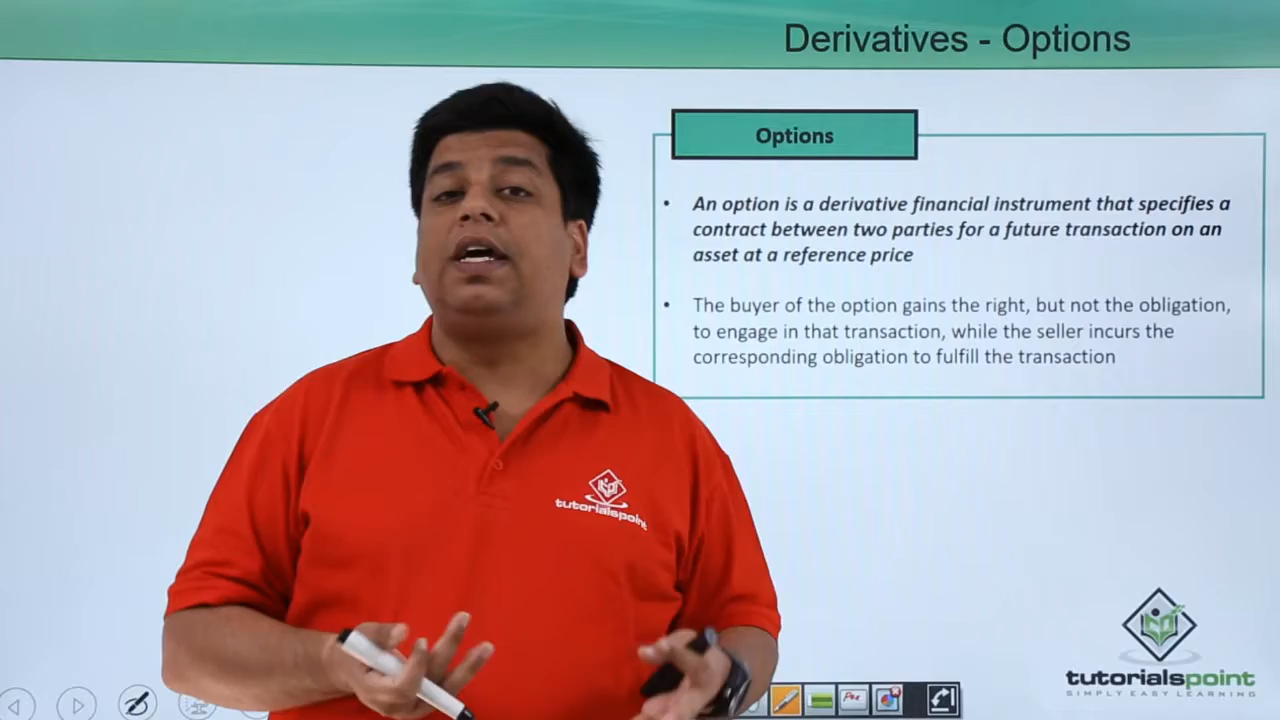 Derivatives - Options
Options
• An option is a derivative financial instrument that specifies a
contract between two parties for a future transaction on an
asset at a reference price
• The buyer of the option gains the right, but not the obligation,
to engage in that transaction, while the seller incurs the
corresponding obligation to fulfill the transaction
tutorialspoint
tutorialspoint
SIMPLY EASY LEARNING